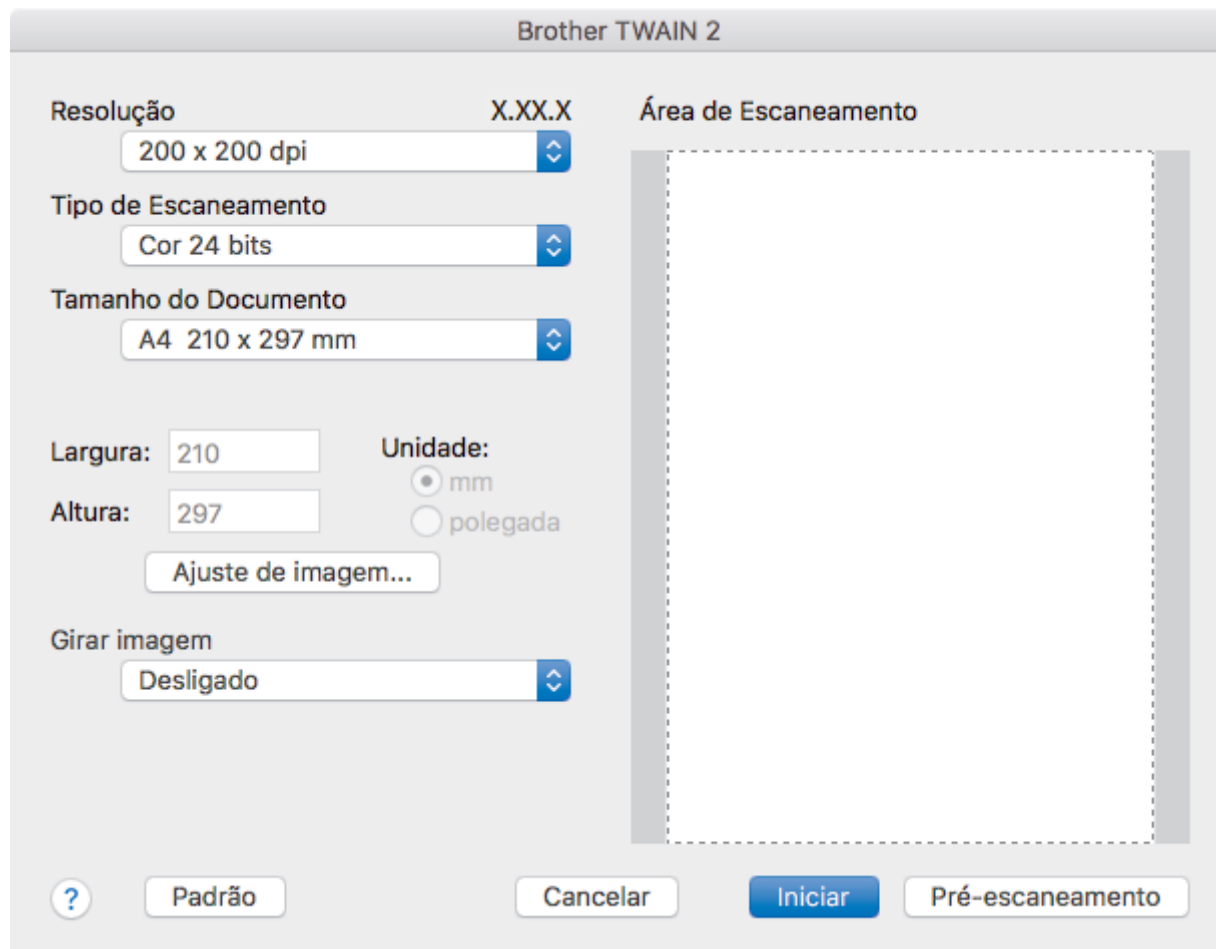 Brother TWAIN 2
Resolução X.XX.X
200 x 200 dpi
Tipo de Escaneamento
Cor 24 bits
Tamanho do Documento
A4 210 x 297 mm
Largura: 210
Altura: 297
Unidade:
mm
polegada
Ajuste de imagem...
Girar imagem
Desligado
Área de Escaneamento
? Padrão Cancelar Iniciar Pré-escaneamento